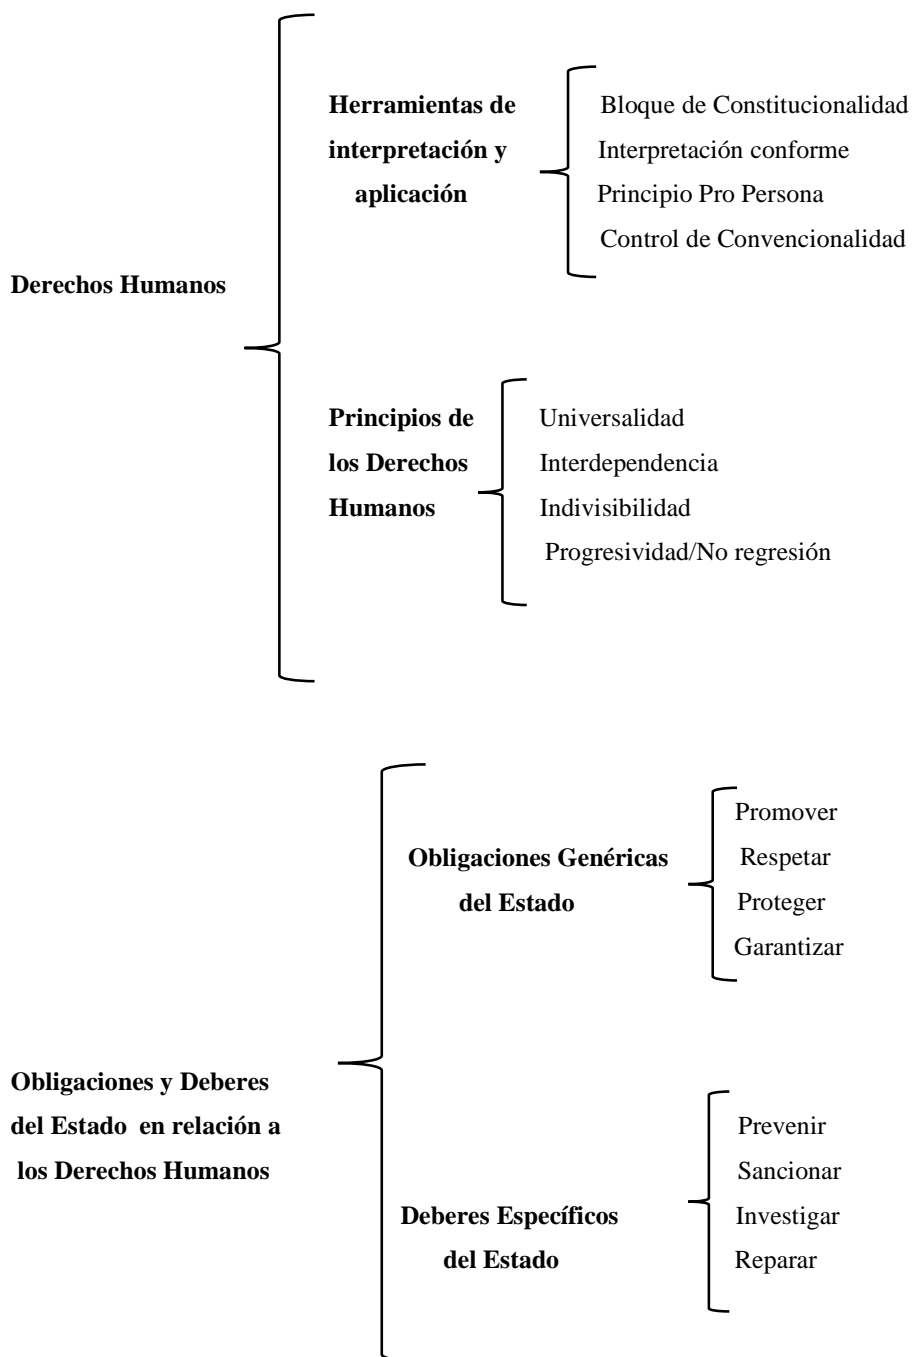 Derechos Humanos
Herramientas de
interpretación y
aplicación
Bloque de Constitucionalidad
Interpretación conforme
Principio Pro Persona
Control de Convencionalidad
Principios de
los Derechos
Humanos
Universalidad
Interdependencia
Indivisibilidad
Progresividad/No regresión
Obligaciones y Deberes
del Estado en relación a
los Derechos Humanos
Obligaciones Genéricas
del Estado
Promover
Respetar
Proteger
Garantizar
Deberes Específicos
del Estado
Prevenir
Sancionar
Investigar
Reparar